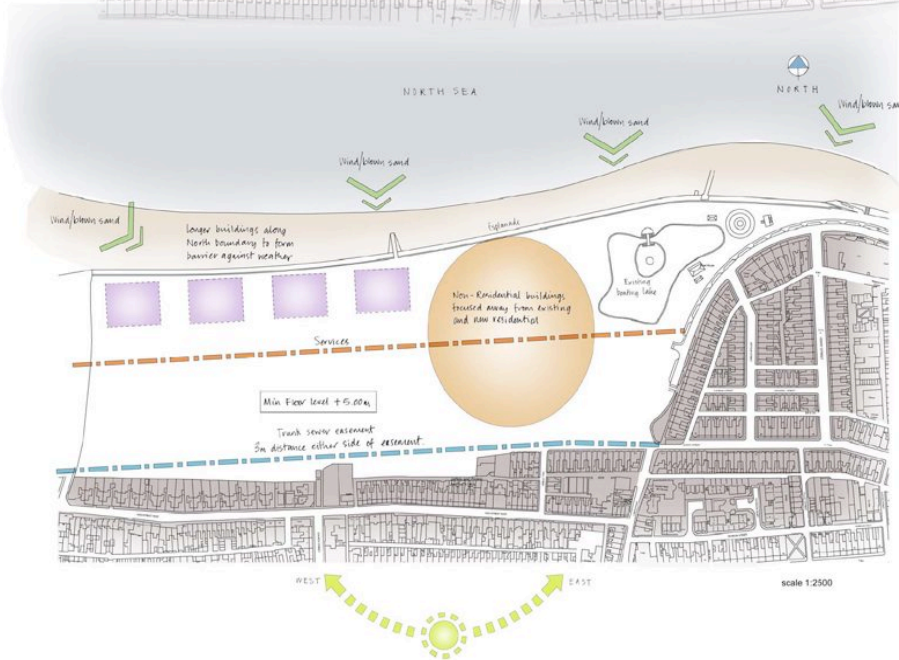 NORTH SEA
NORTH
Wind/blown sand
Wind/blown sand
Wind/blown sand
Wind/blown sand
Longer buildings along
North boundary to form
barrier against weather
Esplanade
Existing
boating lake
Non-Residential buildings
focused away from existing
and new residential
Services
Min Floor level +5.00m
Trunk sewer easement
3m distance either side of easement.
WEST
EAST
scale 1:2500